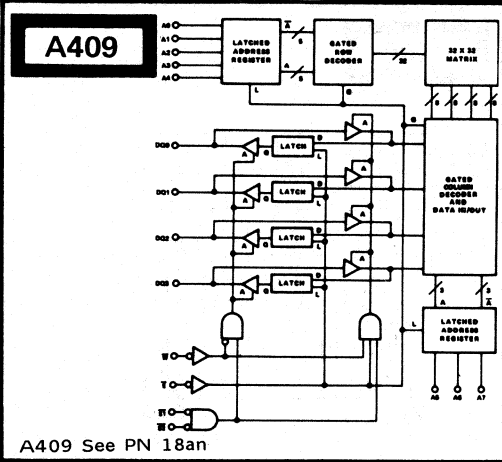 A409
A0
A1
A2
A3
A4
LATCHED
ADDRESS
REGISTER
L
A̅
5
A
5
GATED
ROW
DECODER
G
32
32 X 32
MATRIX
G
GATED
COLUMN
DECODER
AND
DATA IN/OUT
DQ0
A
Q
LATCH
D
L
A
DQ1
A
Q
LATCH
D
L
A
DQ2
A
Q
LATCH
D
L
A
DQ3
A
Q
LATCH
D
L
A
3
A
3
A̅
L
LATCHED
ADDRESS
REGISTER
A5
A6
A7
A409 See PN 18an